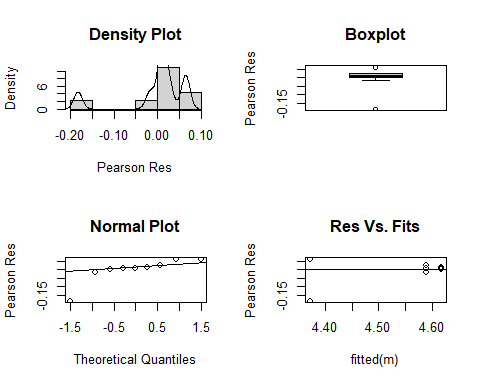 Density Plot
Density
0 6
-0.20 -0.10 0.00 0.10
Pearson Res
Boxplot
Pearson Res
-0.15
Normal Plot
Pearson Res
-0.15
-1.5 -0.5 0.5 1.5
Theoretical Quantiles
Res Vs. Fits
Pearson Res
-0.15
4.40 4.50 4.60
fitted(m)